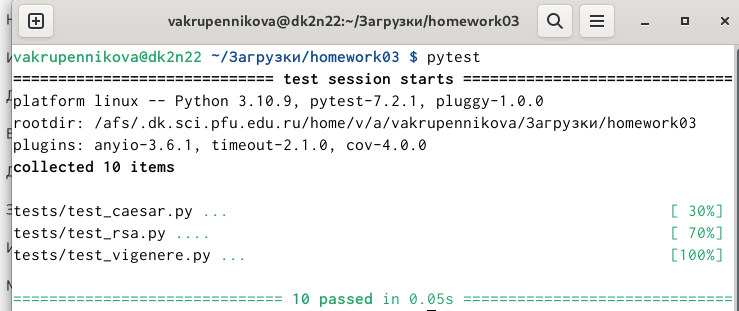 vakrupennikova@dk2n22:~/Загрузки/homework03
vakrupennikova@dk2n22 ~/Загрузки/homework03 $ pytest
============================= test session starts ==============================
platform linux -- Python 3.10.9, pytest-7.2.1, pluggy-1.0.0
rootdir: /afs/.dk.sci.pfu.edu.ru/home/v/a/vakrupennikova/Загрузки/homework03
plugins: anyio-3.6.1, timeout-2.1.0, cov-4.0.0
collected 10 items
tests/test_caesar.py ... [ 30%]
tests/test_rsa.py .... [ 70%]
tests/test_vigenere.py ... [100%]
============================== 10 passed in 0.05s ==============================